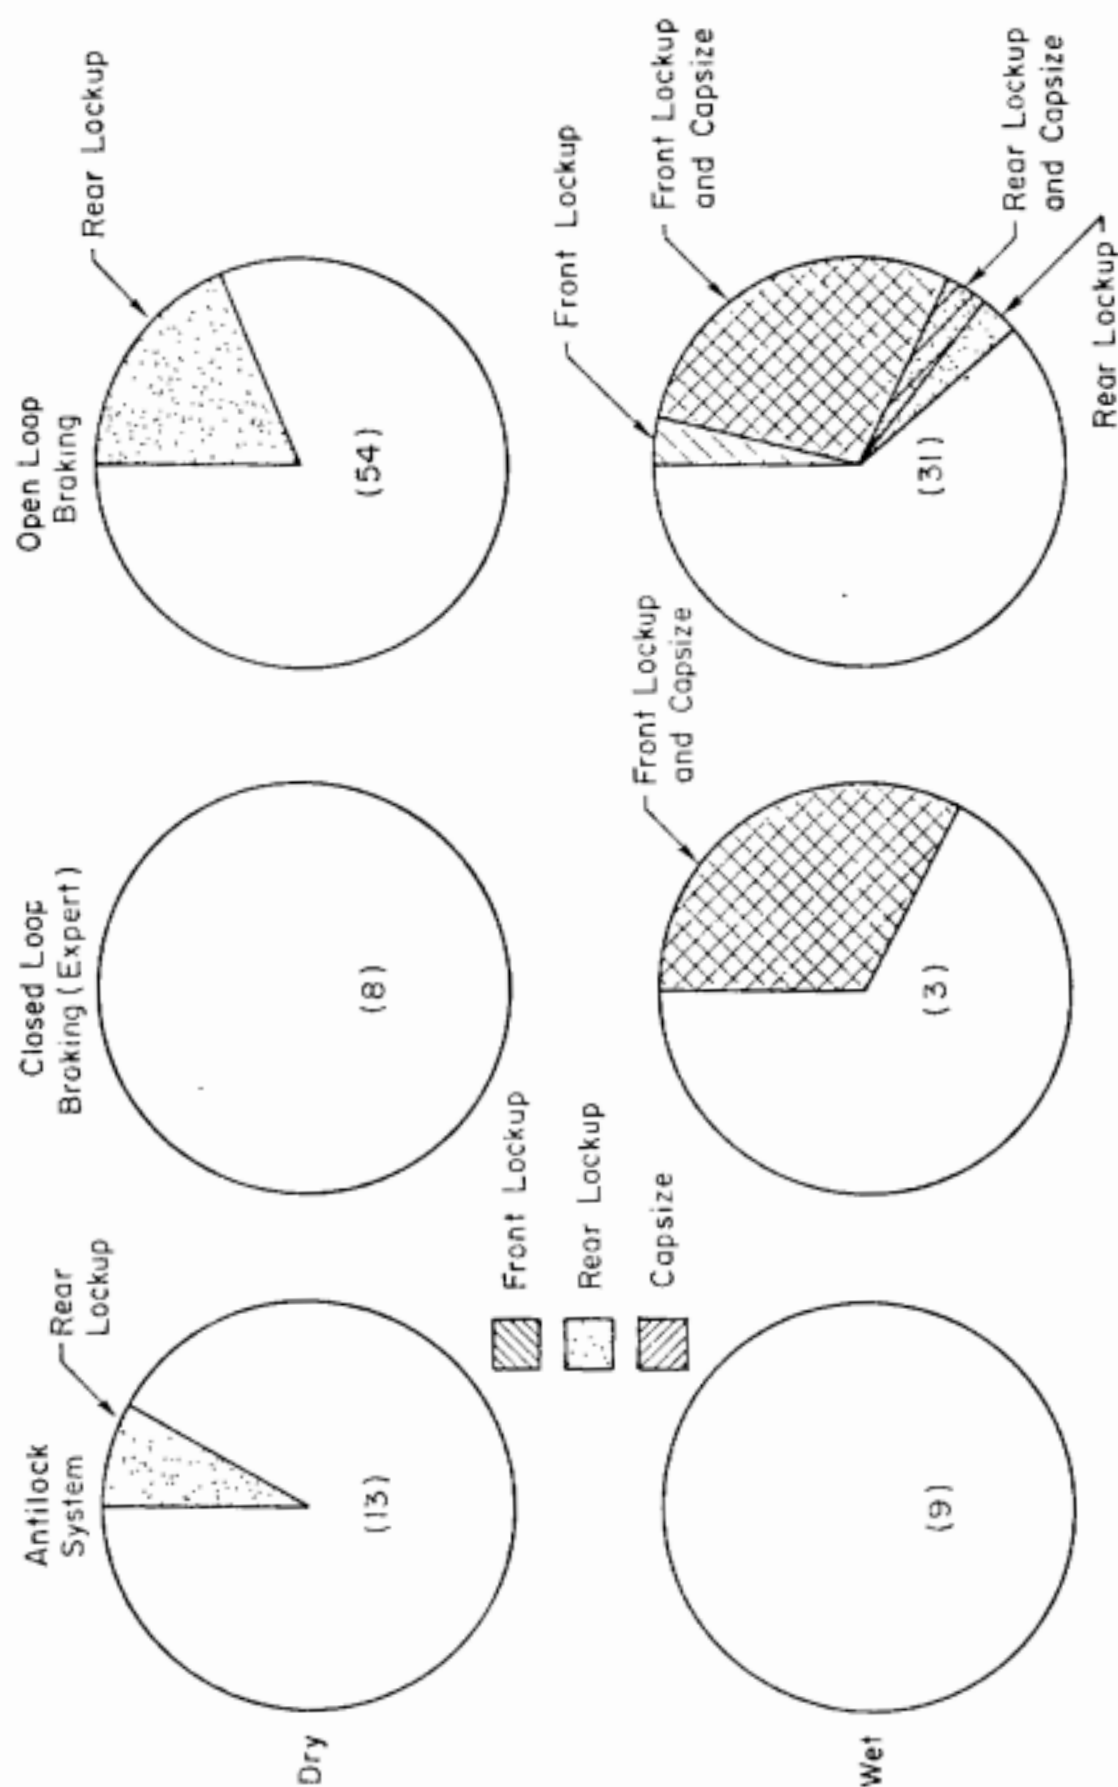 Antilock
System
Closed Loop
Braking (Expert)
Open Loop
Braking
Rear
Lockup
Rear Lockup
Dry
(13)
(8)
(54)
Front Lockup
Rear Lockup
Capsize
Front Lockup
and Capsize
Front Lockup
Front Lockup
and Capsize
Rear Lockup
and Capsize
Rear Lockup
Wet
(9)
(3)
(31)